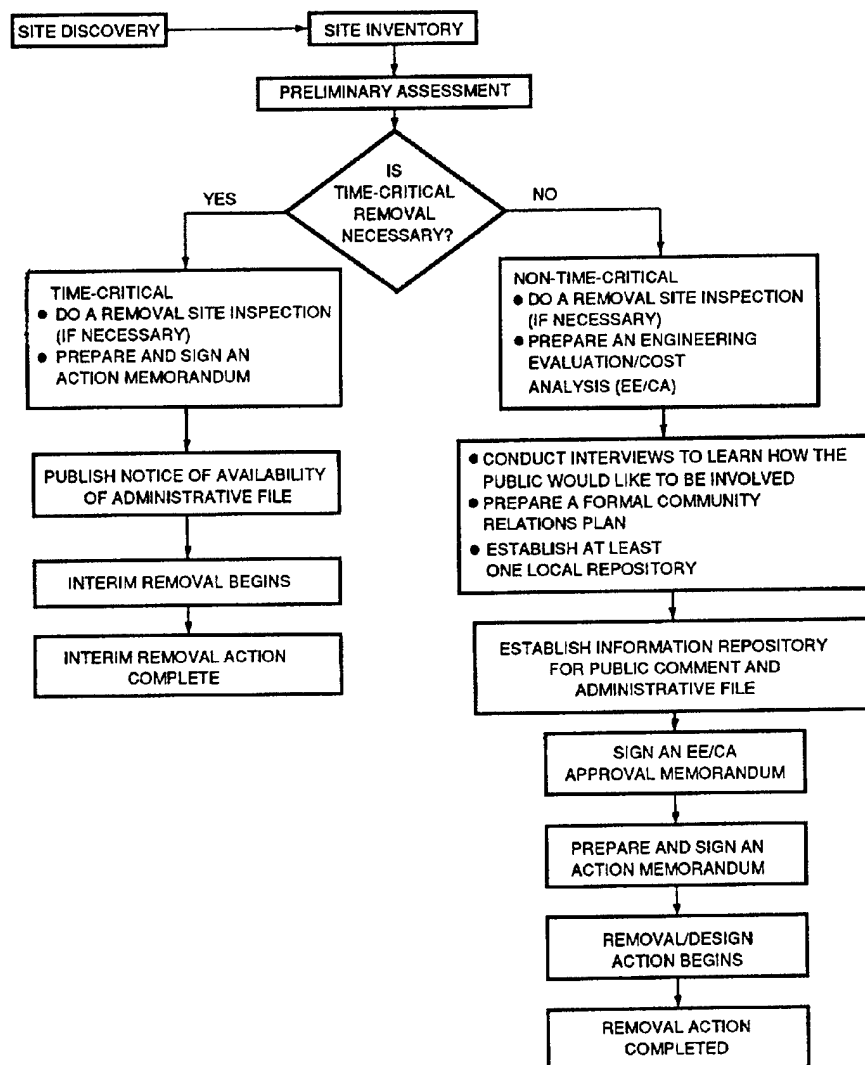 SITE DISCOVERY
SITE INVENTORY
PRELIMINARY ASSESSMENT
IS
TIME-CRITICAL
REMOVAL
NECESSARY?
YES
NO
TIME-CRITICAL
● DO A REMOVAL SITE INSPECTION
(IF NECESSARY)
● PREPARE AND SIGN AN
ACTION MEMORANDUM
PUBLISH NOTICE OF AVAILABILITY
OF ADMINISTRATIVE FILE
INTERIM REMOVAL BEGINS
INTERIM REMOVAL ACTION
COMPLETE
NON-TIME-CRITICAL
● DO A REMOVAL SITE INSPECTION
(IF NECESSARY)
● PREPARE AN ENGINEERING
EVALUATION/COST
ANALYSIS (EE/CA)
● CONDUCT INTERVIEWS TO LEARN HOW THE
PUBLIC WOULD LIKE TO BE INVOLVED
● PREPARE A FORMAL COMMUNITY
RELATIONS PLAN
● ESTABLISH AT LEAST
ONE LOCAL REPOSITORY
ESTABLISH INFORMATION REPOSITORY
FOR PUBLIC COMMENT AND
ADMINISTRATIVE FILE
SIGN AN EE/CA
APPROVAL MEMORANDUM
PREPARE AND SIGN AN
ACTION MEMORANDUM
REMOVAL/DESIGN
ACTION BEGINS
REMOVAL ACTION
COMPLETED